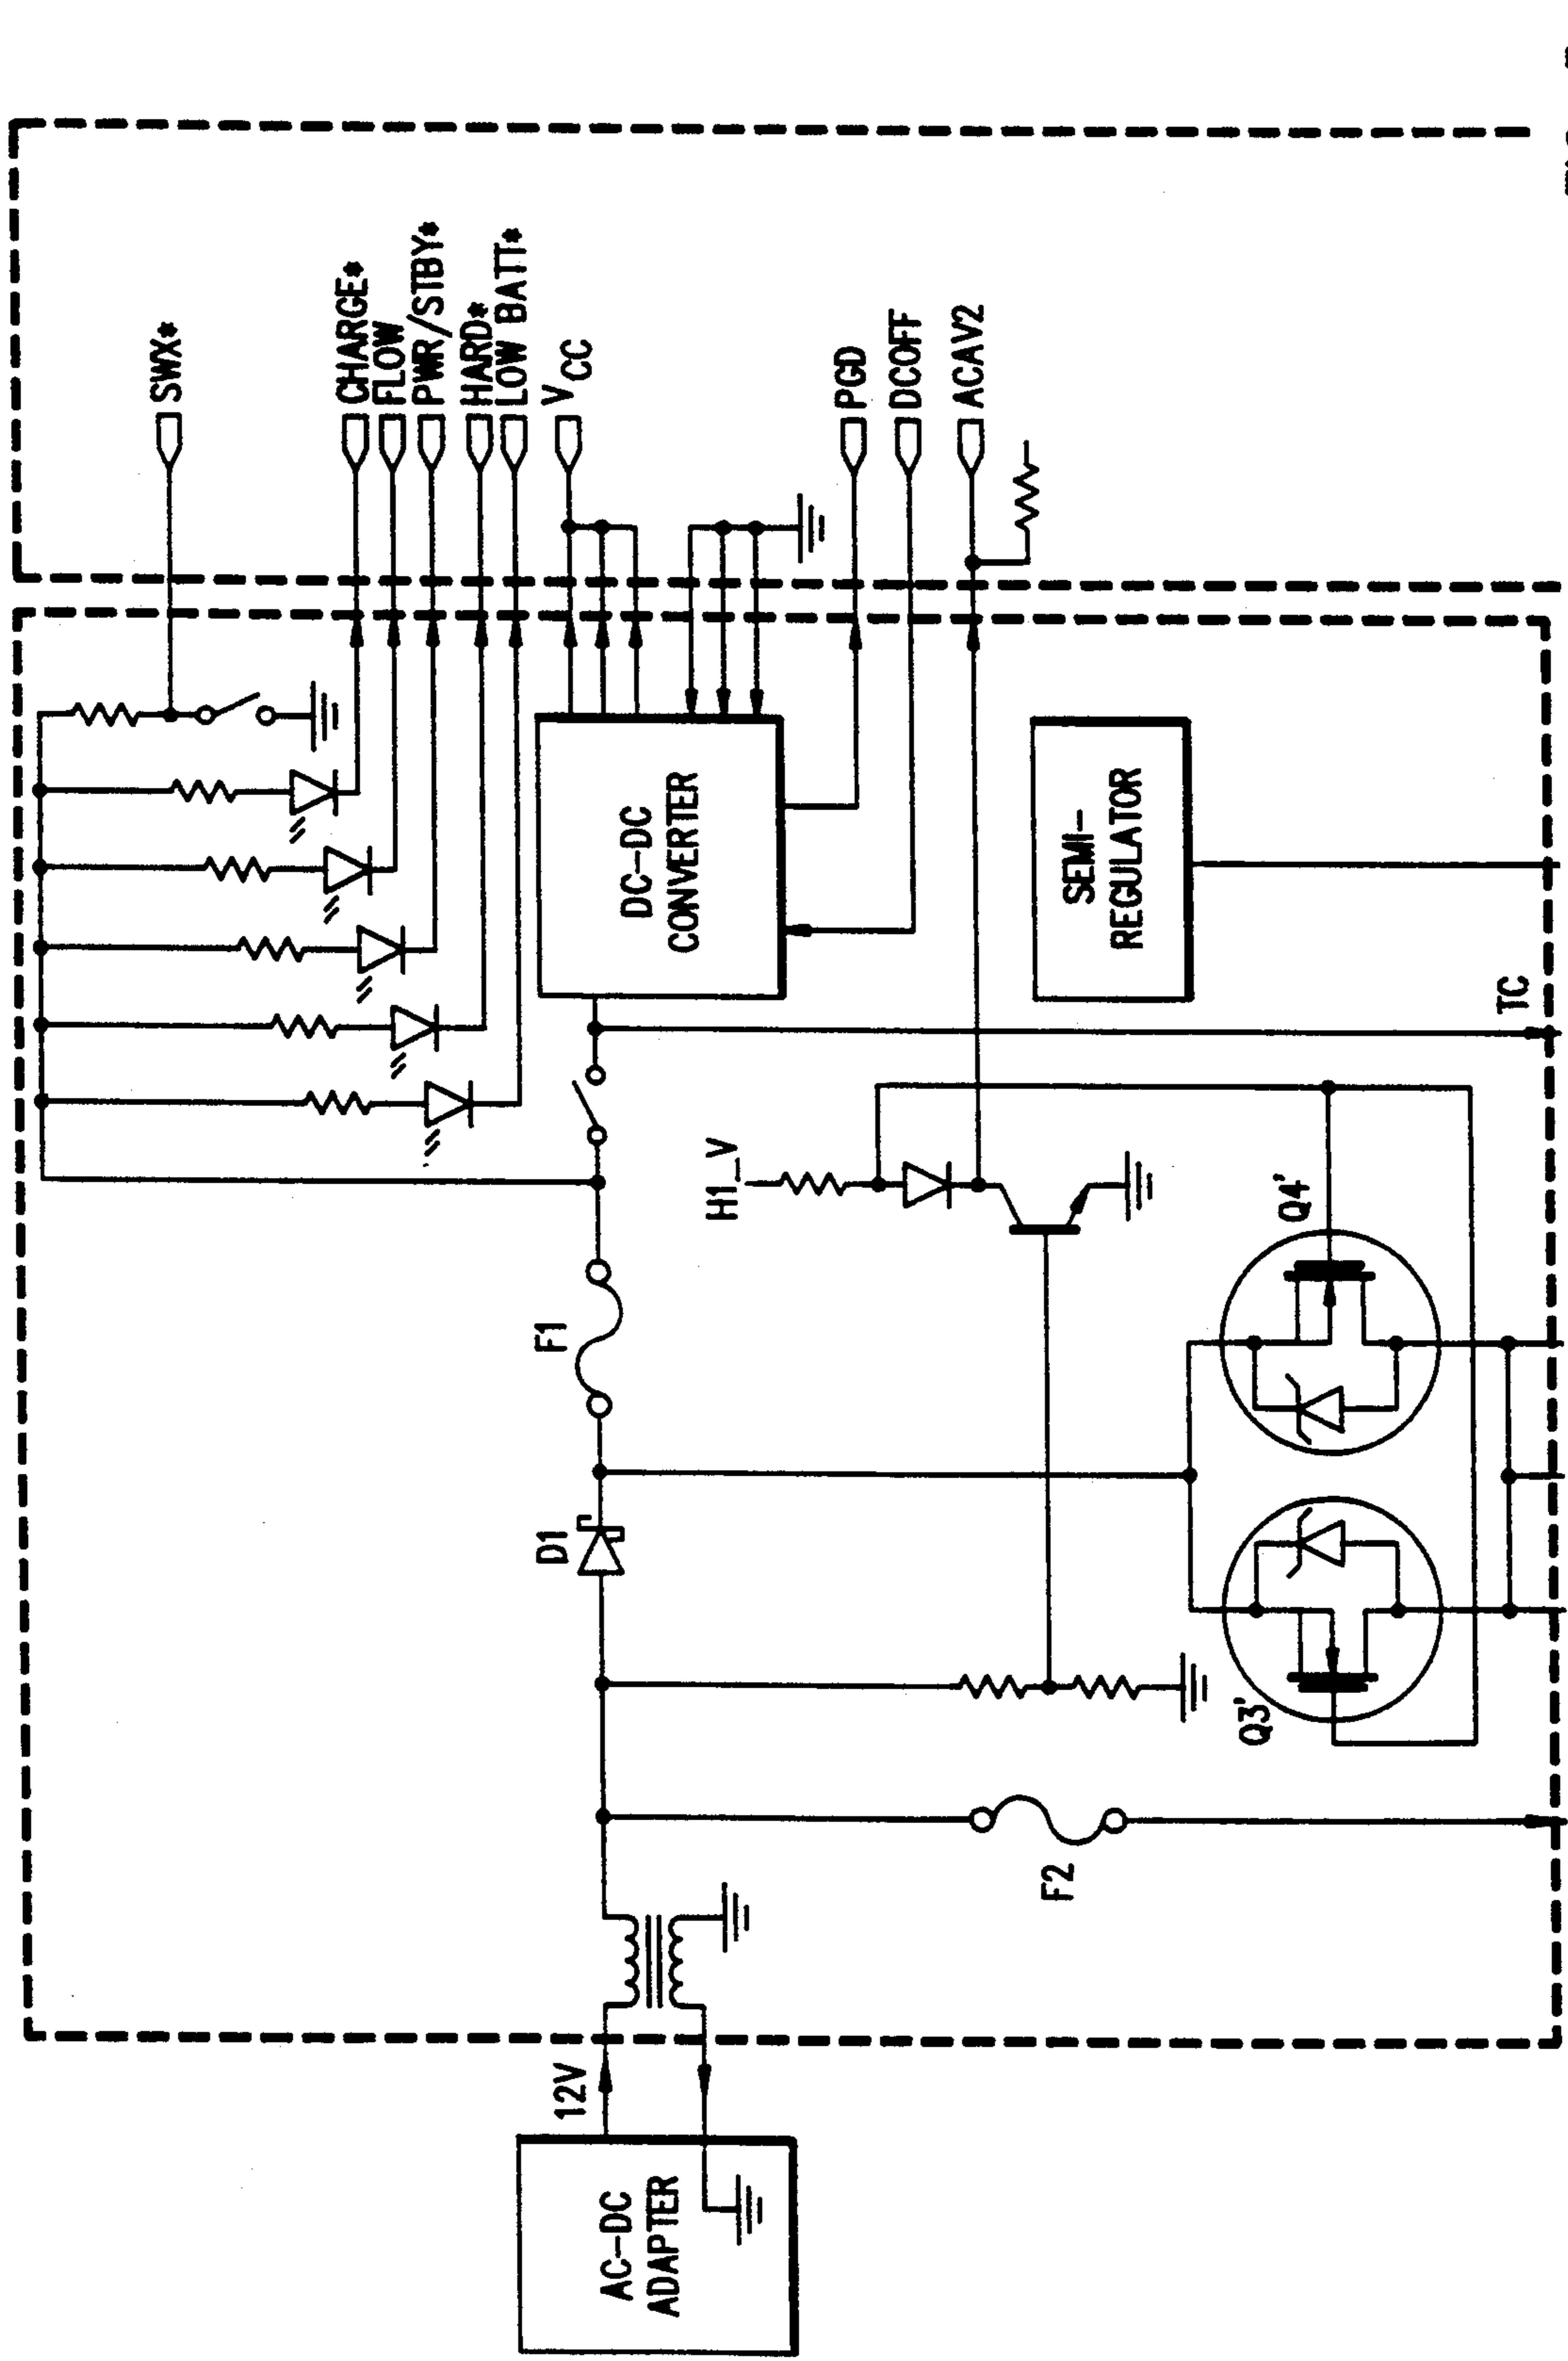 SWX*
CHARGE*
FLOW
PWR/STBY*
HARD*
LOW BATT*
VCC
PGD
DCOFF
ACAV2
DC-DC
CONVERTER
SEMI-
REGULATOR
TC
H1_V
Q4'
F1
D1
Q3'
F2
12V
AC-DC
ADAPTER